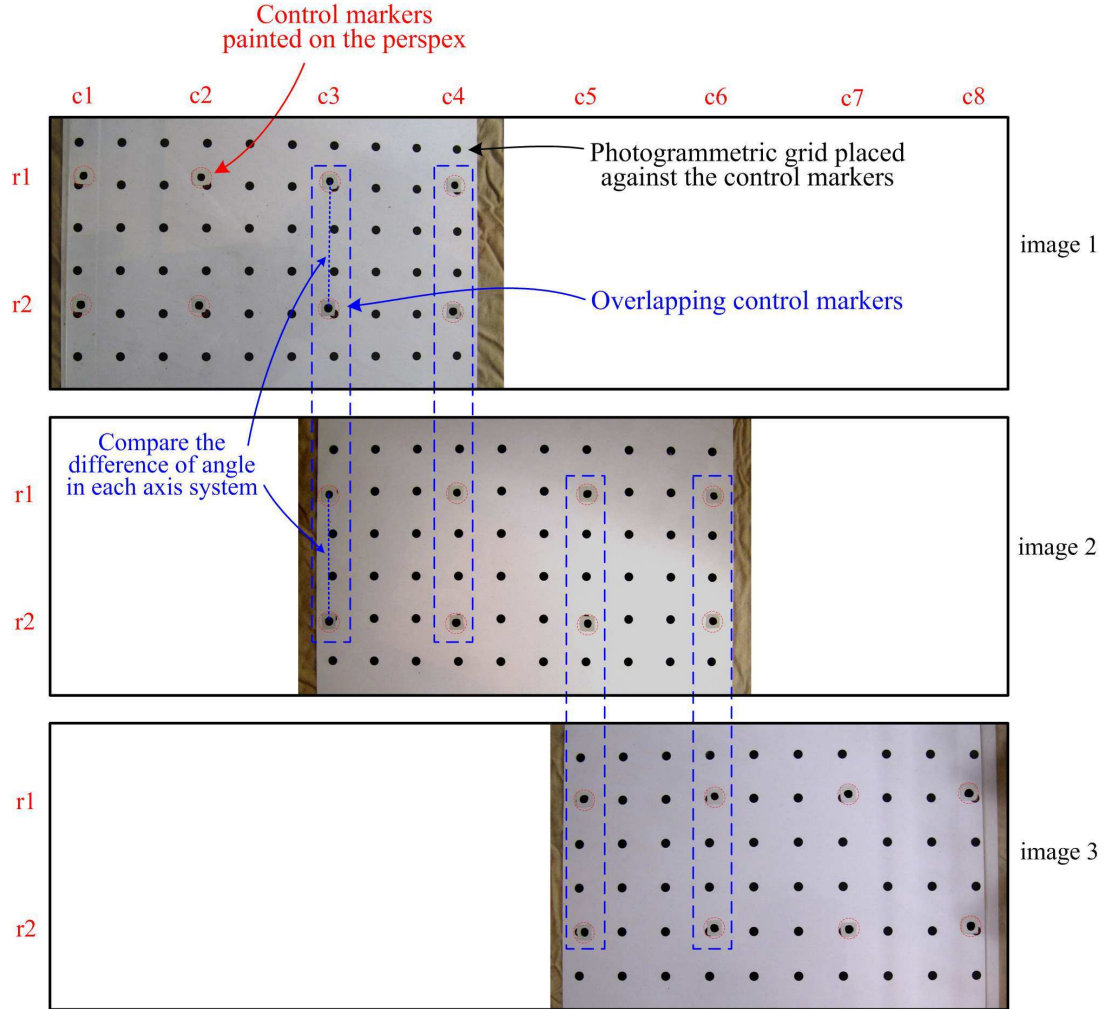 Control markers
painted on the perspex
c1 c2 c3 c4 c5 c6 c7 c8
r1
Photogrammetric grid placed
against the control markers
image 1
r2
Overlapping control markers
Compare the
difference of angle
in each axis system
r1
image 2
r2
r1
image 3
r2